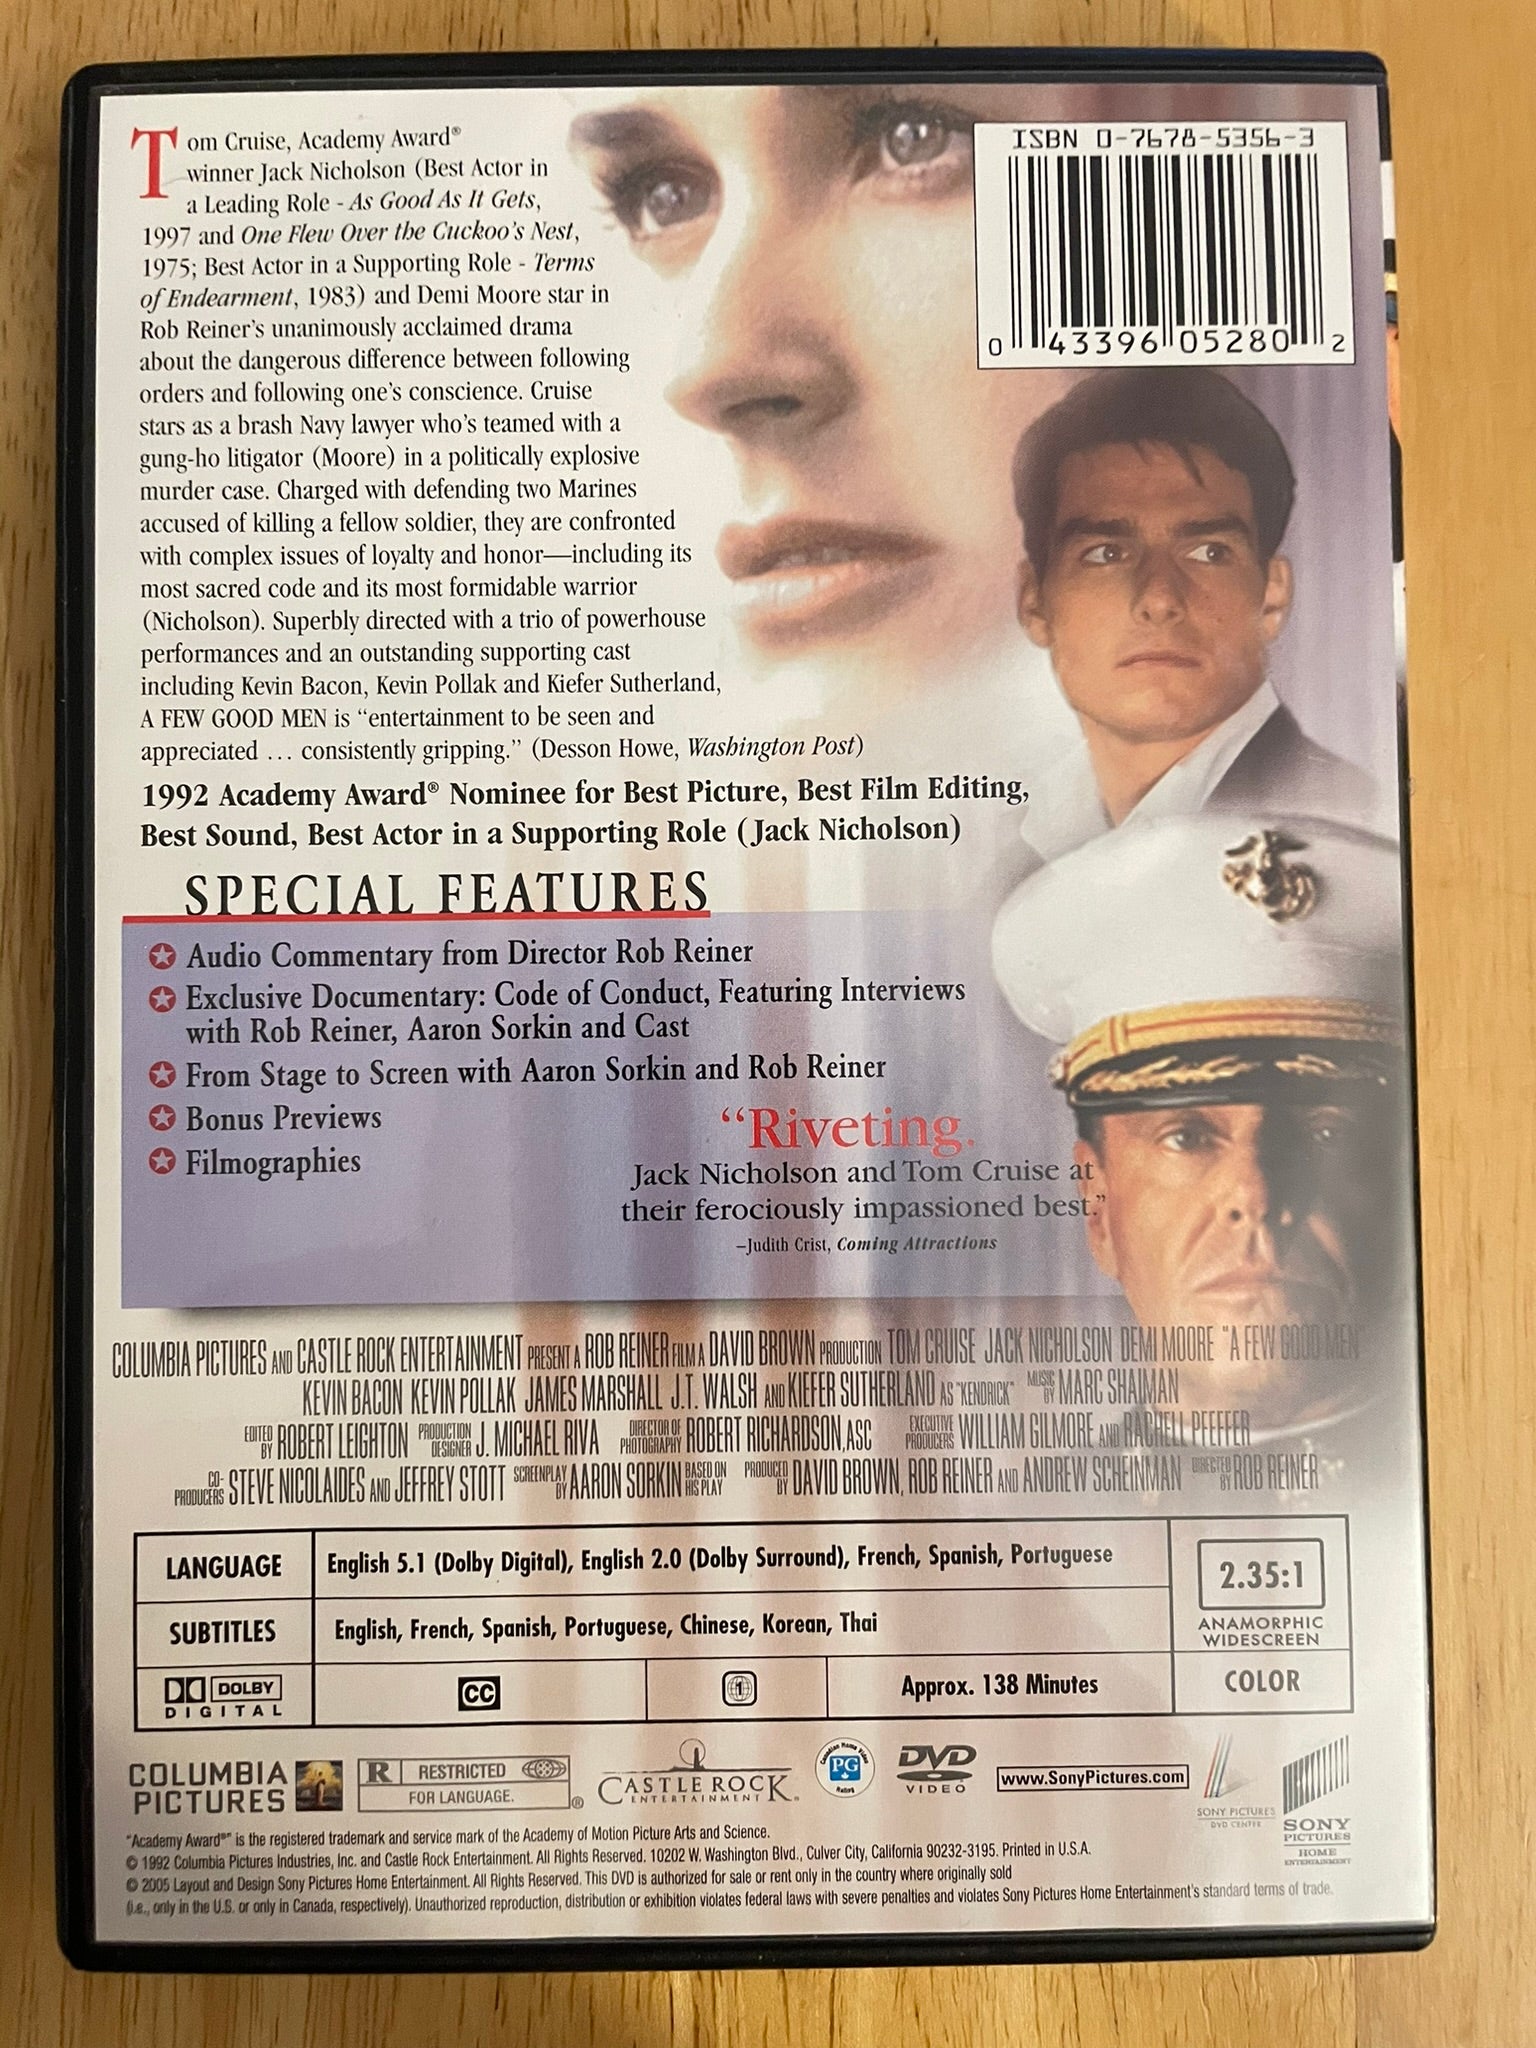 Tom Cruise, Academy Award®
winner Jack Nicholson (Best Actor in
a Leading Role - As Good As It Gets,
1997 and One Flew Over the Cuckoo's Nest,
1975; Best Actor in a Supporting Role - Terms
of Endearment, 1983) and Demi Moore star in
Rob Reiner's unanimously acclaimed drama
about the dangerous difference between following
orders and following one's conscience. Cruise
stars as a brash Navy lawyer who's teamed with a
gung-ho litigator (Moore) in a politically explosive
murder case. Charged with defending two Marines
accused of killing a fellow soldier, they are confronted
with complex issues of loyalty and honor—including its
most sacred code and its most formidable warrior
(Nicholson). Superbly directed with a trio of powerhouse
performances and an outstanding supporting cast
including Kevin Bacon, Kevin Pollak and Kiefer Sutherland,
A FEW GOOD MEN is “entertainment to be seen and
appreciated ... consistently gripping.” (Desson Howe, Washington Post)
1992 Academy Award® Nominee for Best Picture, Best Film Editing,
Best Sound, Best Actor in a Supporting Role (Jack Nicholson)
ISBN 0-7678-5356-3
0 43396 05280 2
SPECIAL FEATURES
Audio Commentary from Director Rob Reiner
Exclusive Documentary: Code of Conduct, Featuring Interviews
with Rob Reiner, Aaron Sorkin and Cast
From Stage to Screen with Aaron Sorkin and Rob Reiner
Bonus Previews
Filmographies
“Riveting.
Jack Nicholson and Tom Cruise at
their ferociously impassioned best.”
–Judith Crist, Coming Attractions
COLUMBIA PICTURES AND CASTLE ROCK ENTERTAINMENT PRESENT A ROB REINER FILM A DAVID BROWN PRODUCTION TOM CRUISE JACK NICHOLSON DEMI MOORE "A FEW GOOD MEN"
KEVIN BACON KEVIN POLLAK JAMES MARSHALL J.T. WALSH AND KIEFER SUTHERLAND AS "KENDRICK" MUSIC BY MARC SHAIMAN
EDITED BY ROBERT LEIGHTON PRODUCTION DESIGNER J. MICHAEL RIVA DIRECTOR OF PHOTOGRAPHY ROBERT RICHARDSON, ASC EXECUTIVE PRODUCERS WILLIAM GILMORE AND RACHELL PFEFFER
CO-PRODUCERS STEVE NICOLAIDES AND JEFFREY STOTT SCREENPLAY BY AARON SORKIN BASED ON HIS PLAY PRODUCED BY DAVID BROWN, ROB REINER AND ANDREW SCHEINMAN DIRECTED BY ROB REINER
LANGUAGE English 5.1 (Dolby Digital), English 2.0 (Dolby Surround), French, Spanish, Portuguese
SUBTITLES English, French, Spanish, Portuguese, Chinese, Korean, Thai
2.35:1
ANAMORPHIC
WIDESCREEN
DOLBY
DIGITAL
CC
1
Approx. 138 Minutes
COLOR
COLUMBIA
PICTURES
R RESTRICTED
FOR LANGUAGE.
®
CASTLE ROCK
ENTERTAINMENT
Canadian Home Video
PG
Rated
DVD
VIDEO
www.SonyPictures.com
SONY PICTURES
DVD CENTER
SONY
PICTURES
HOME
ENTERTAINMENT
"Academy Award®" is the registered trademark and service mark of the Academy of Motion Picture Arts and Science.
© 1992 Columbia Pictures Industries, Inc. and Castle Rock Entertainment. All Rights Reserved. 10202 W. Washington Blvd., Culver City, California 90232-3195. Printed in U.S.A.
© 2005 Layout and Design Sony Pictures Home Entertainment. All Rights Reserved. This DVD is authorized for sale or rent only in the country where originally sold
(i.e., only in the U.S. or only in Canada, respectively). Unauthorized reproduction, distribution or exhibition violates federal laws with severe penalties and violates Sony Pictures Home Entertainment's standard terms of trade.